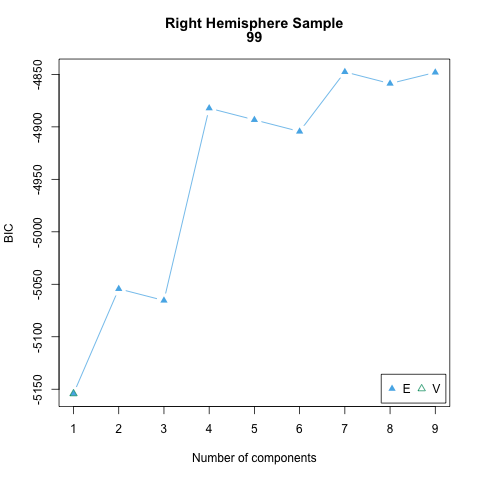 Right Hemisphere Sample
99
BIC
-4850
-4900
-4950
-5000
-5050
-5100
-5150
E V
1 2 3 4 5 6 7 8 9
Number of components